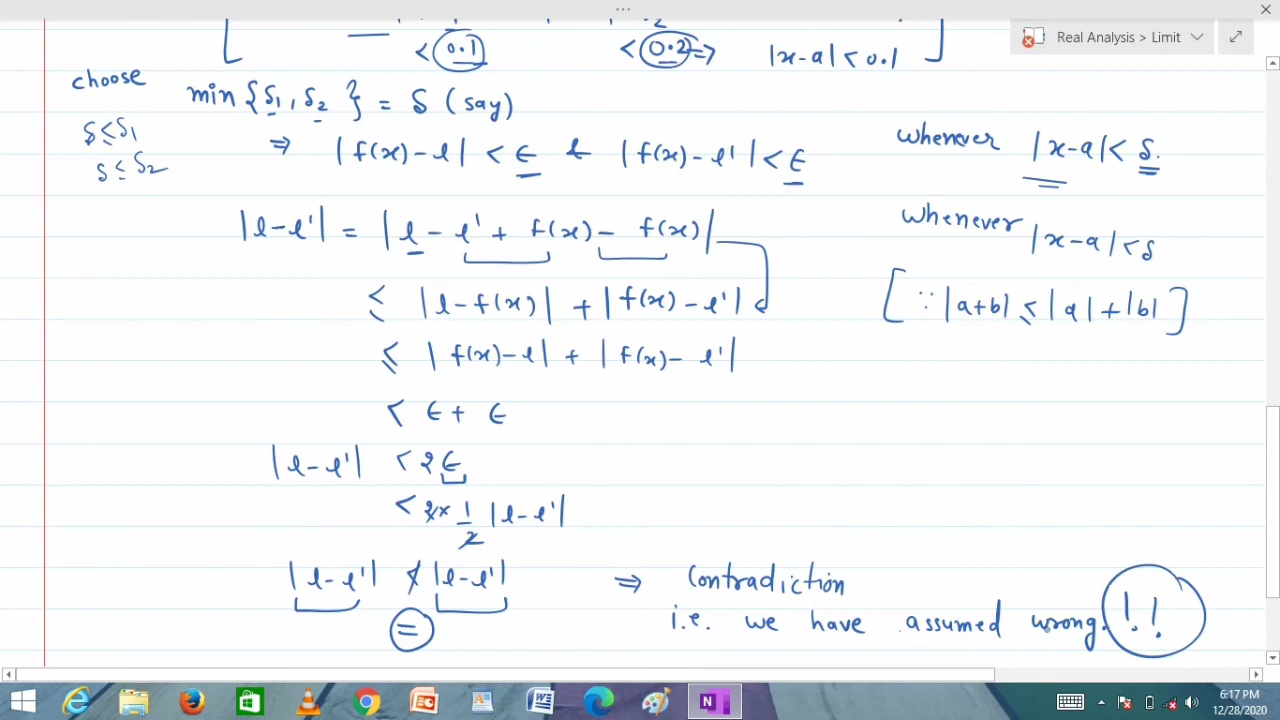 Real Analysis > Limit
< 0.1 < 0.2 ⇒ |x-a| < 0.1
choose min {δ₁, δ₂ } = δ (say)
δ ≤ δ₁
δ ≤ δ₂
⇒ |f(x) - l| < ϵ & |f(x) - l'| < ϵ whenever |x-a| < δ.
|l-l'| = |l - l' + f(x) - f(x)| whenever |x-a| < δ
≤ |l-f(x)| + |f(x) - l'| [∵ |a+b| ≤ |a|+|b|]
≤ |f(x)-l| + |f(x) - l'|
< ϵ + ϵ
|l-l'| < 2ϵ
< 2× 1/2 |l-l'|
|l-l'| ≮ |l-l'| ⇒ Contradiction
= i.e. we have assumed wrong. !!
6:17 PM
12/28/2020